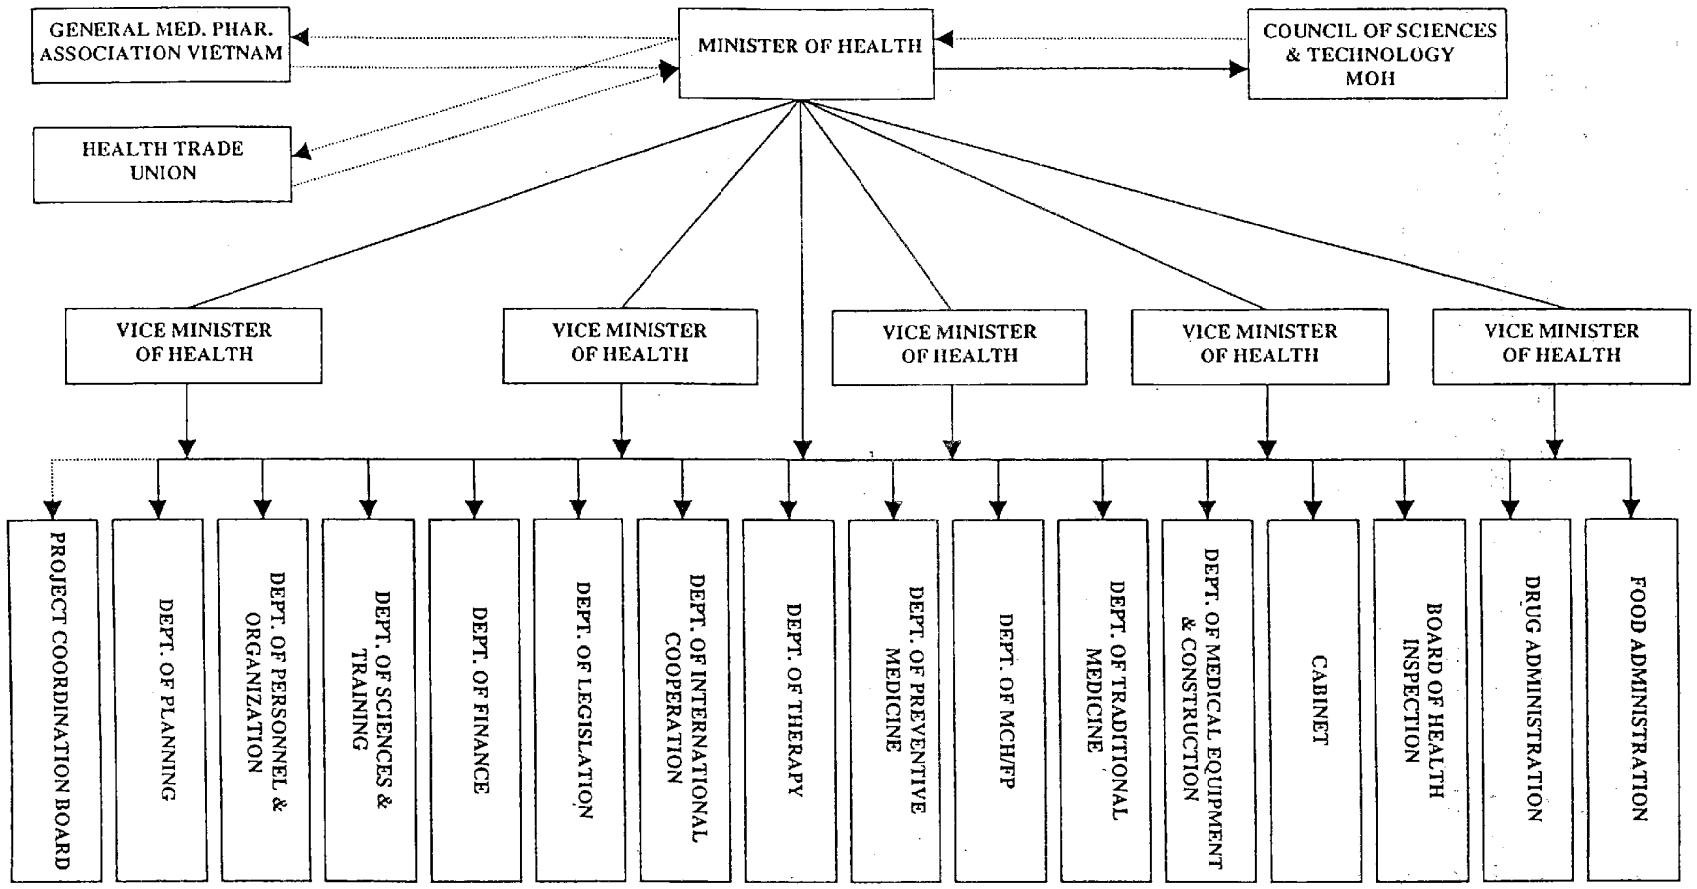 GENERAL MED. PHAR.
ASSOCIATION VIETNAM
MINISTER OF HEALTH
COUNCIL OF SCIENCES
& TECHNOLOGY
MOH
HEALTH TRADE
UNION
VICE MINISTER
OF HEALTH
VICE MINISTER
OF HEALTH
VICE MINISTER
OF HEALTH
VICE MINISTER
OF HEALTH
VICE MINISTER
OF HEALTH
PROJECT COORDINATION BOARD
DEPT. OF PLANNING
DEPT. OF PERSONNEL &
ORGANIZATION
DEPT. OF SCIENCES &
TRAINING
DEPT. OF FINANCE
DEPT. OF LEGISLATION
DEPT. OF INTERNATIONAL
COOPERATION
DEPT. OF THERAPY
DEPT. OF PREVENTIVE
MEDICINE
DEPT. OF MCH/FP
DEPT. OF TRADITIONAL
MEDICINE
DEPT. OF MEDICAL EQUIPMENT
& CONSTRUCTION
CABINET
BOARD OF HEALTH
INSPECTION
DRUG ADMINISTRATION
FOOD ADMINISTRATION